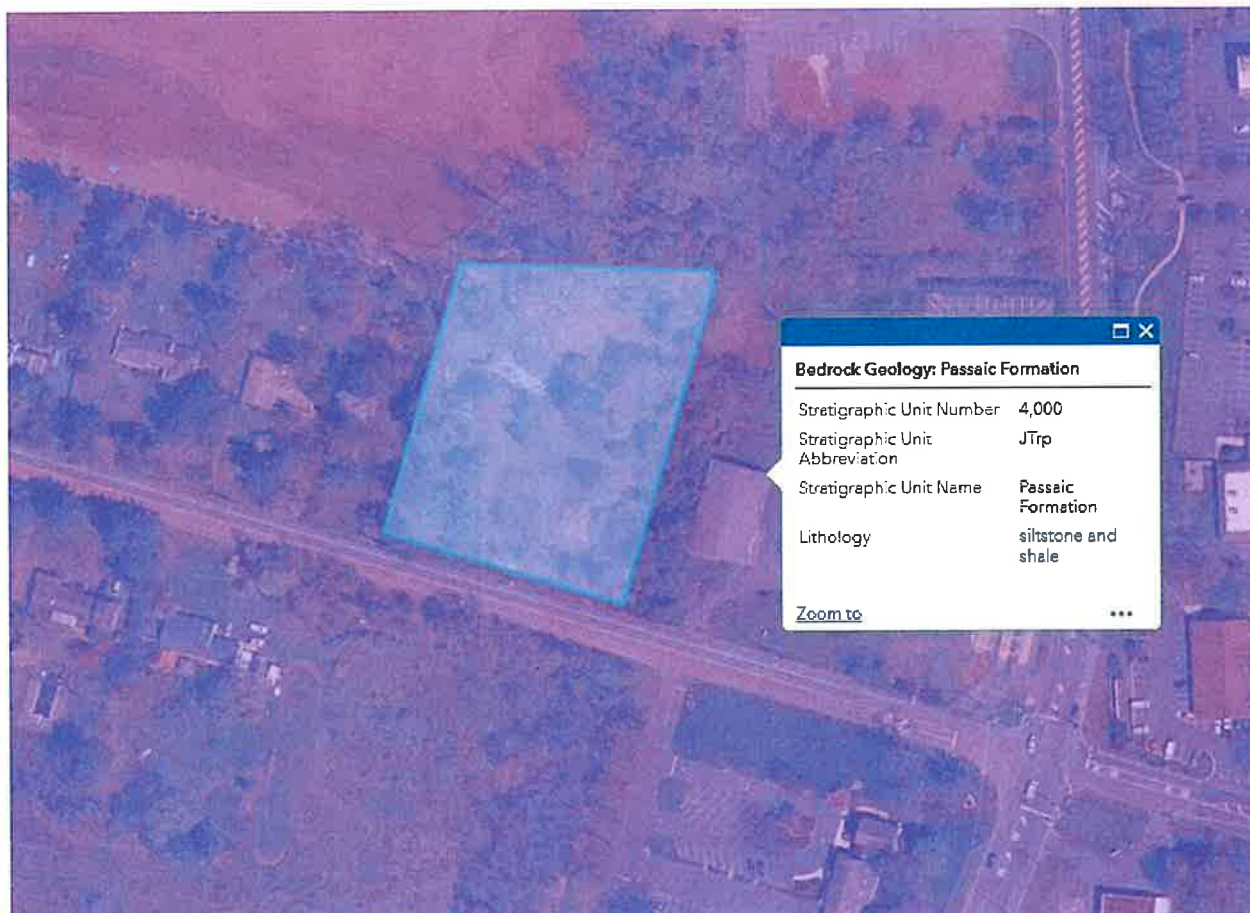 Bedrock Geology: Passaic Formation
Stratigraphic Unit Number 4,000
Stratigraphic Unit JTrp
Abbreviation
Stratigraphic Unit Name Passaic
Formation
Lithology siltstone and
shale
Zoom to